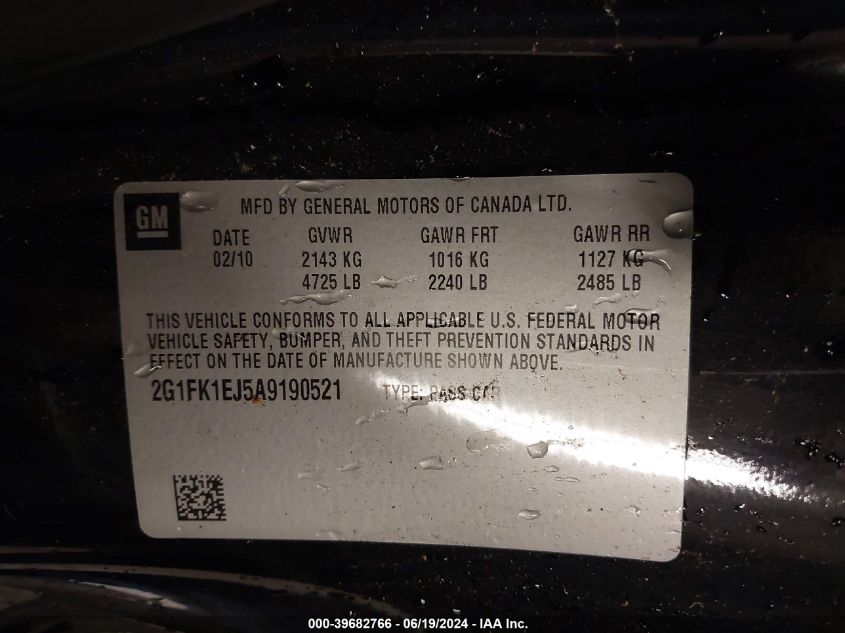 GM
MFD BY GENERAL MOTORS OF CANADA LTD.
DATE GVWR GAWR FRT GAWR RR
02/10 2143 KG 1016 KG 1127 KG
4725 LB 2240 LB 2485 LB
THIS VEHICLE CONFORMS TO ALL APPLICABLE U.S. FEDERAL MOTOR
VEHICLE SAFETY, BUMPER, AND THEFT PREVENTION STANDARDS IN
EFFECT ON THE DATE OF MANUFACTURE SHOWN ABOVE.
2G1FK1EJ5A9190521 TYPE: PASS CAR
000-39682766 - 06/19/2024 - IAA Inc.